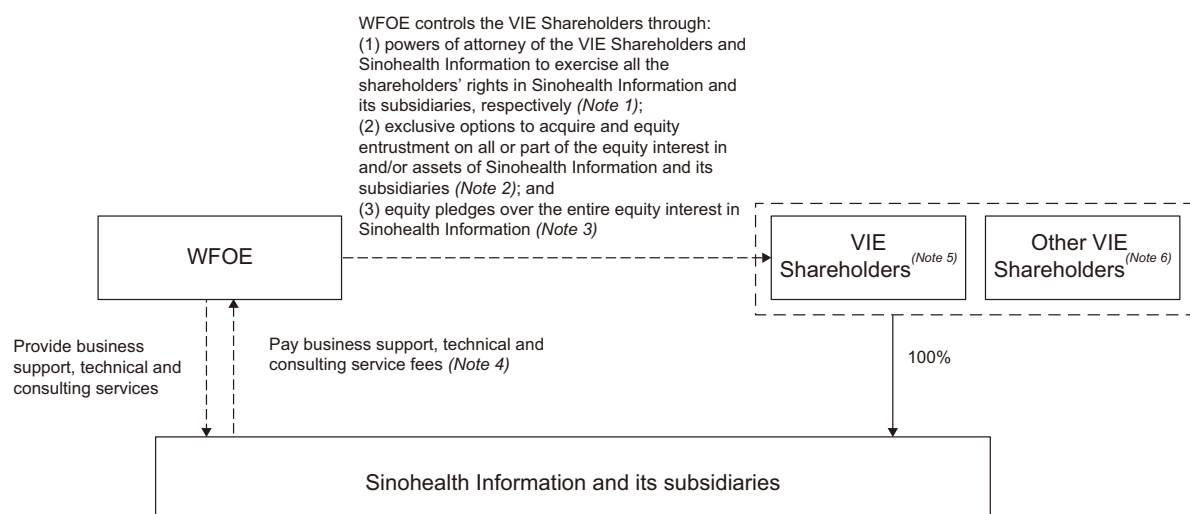 WFOE controls the VIE Shareholders through:
(1) powers of attorney of the VIE Shareholders and
Sinohealth Information to exercise all the
shareholders’ rights in Sinohealth Information and
its subsidiaries, respectively (Note 1);
(2) exclusive options to acquire and equity
entrustment on all or part of the equity interest in
and/or assets of Sinohealth Information and its
subsidiaries (Note 2); and
(3) equity pledges over the entire equity interest in
Sinohealth Information (Note 3)
WFOE
VIE
Shareholders(Note 5)
Other VIE
Shareholders(Note 6)
Provide business
support, technical and
consulting services
Pay business support, technical and
consulting service fees (Note 4)
100%
Sinohealth Information and its subsidiaries